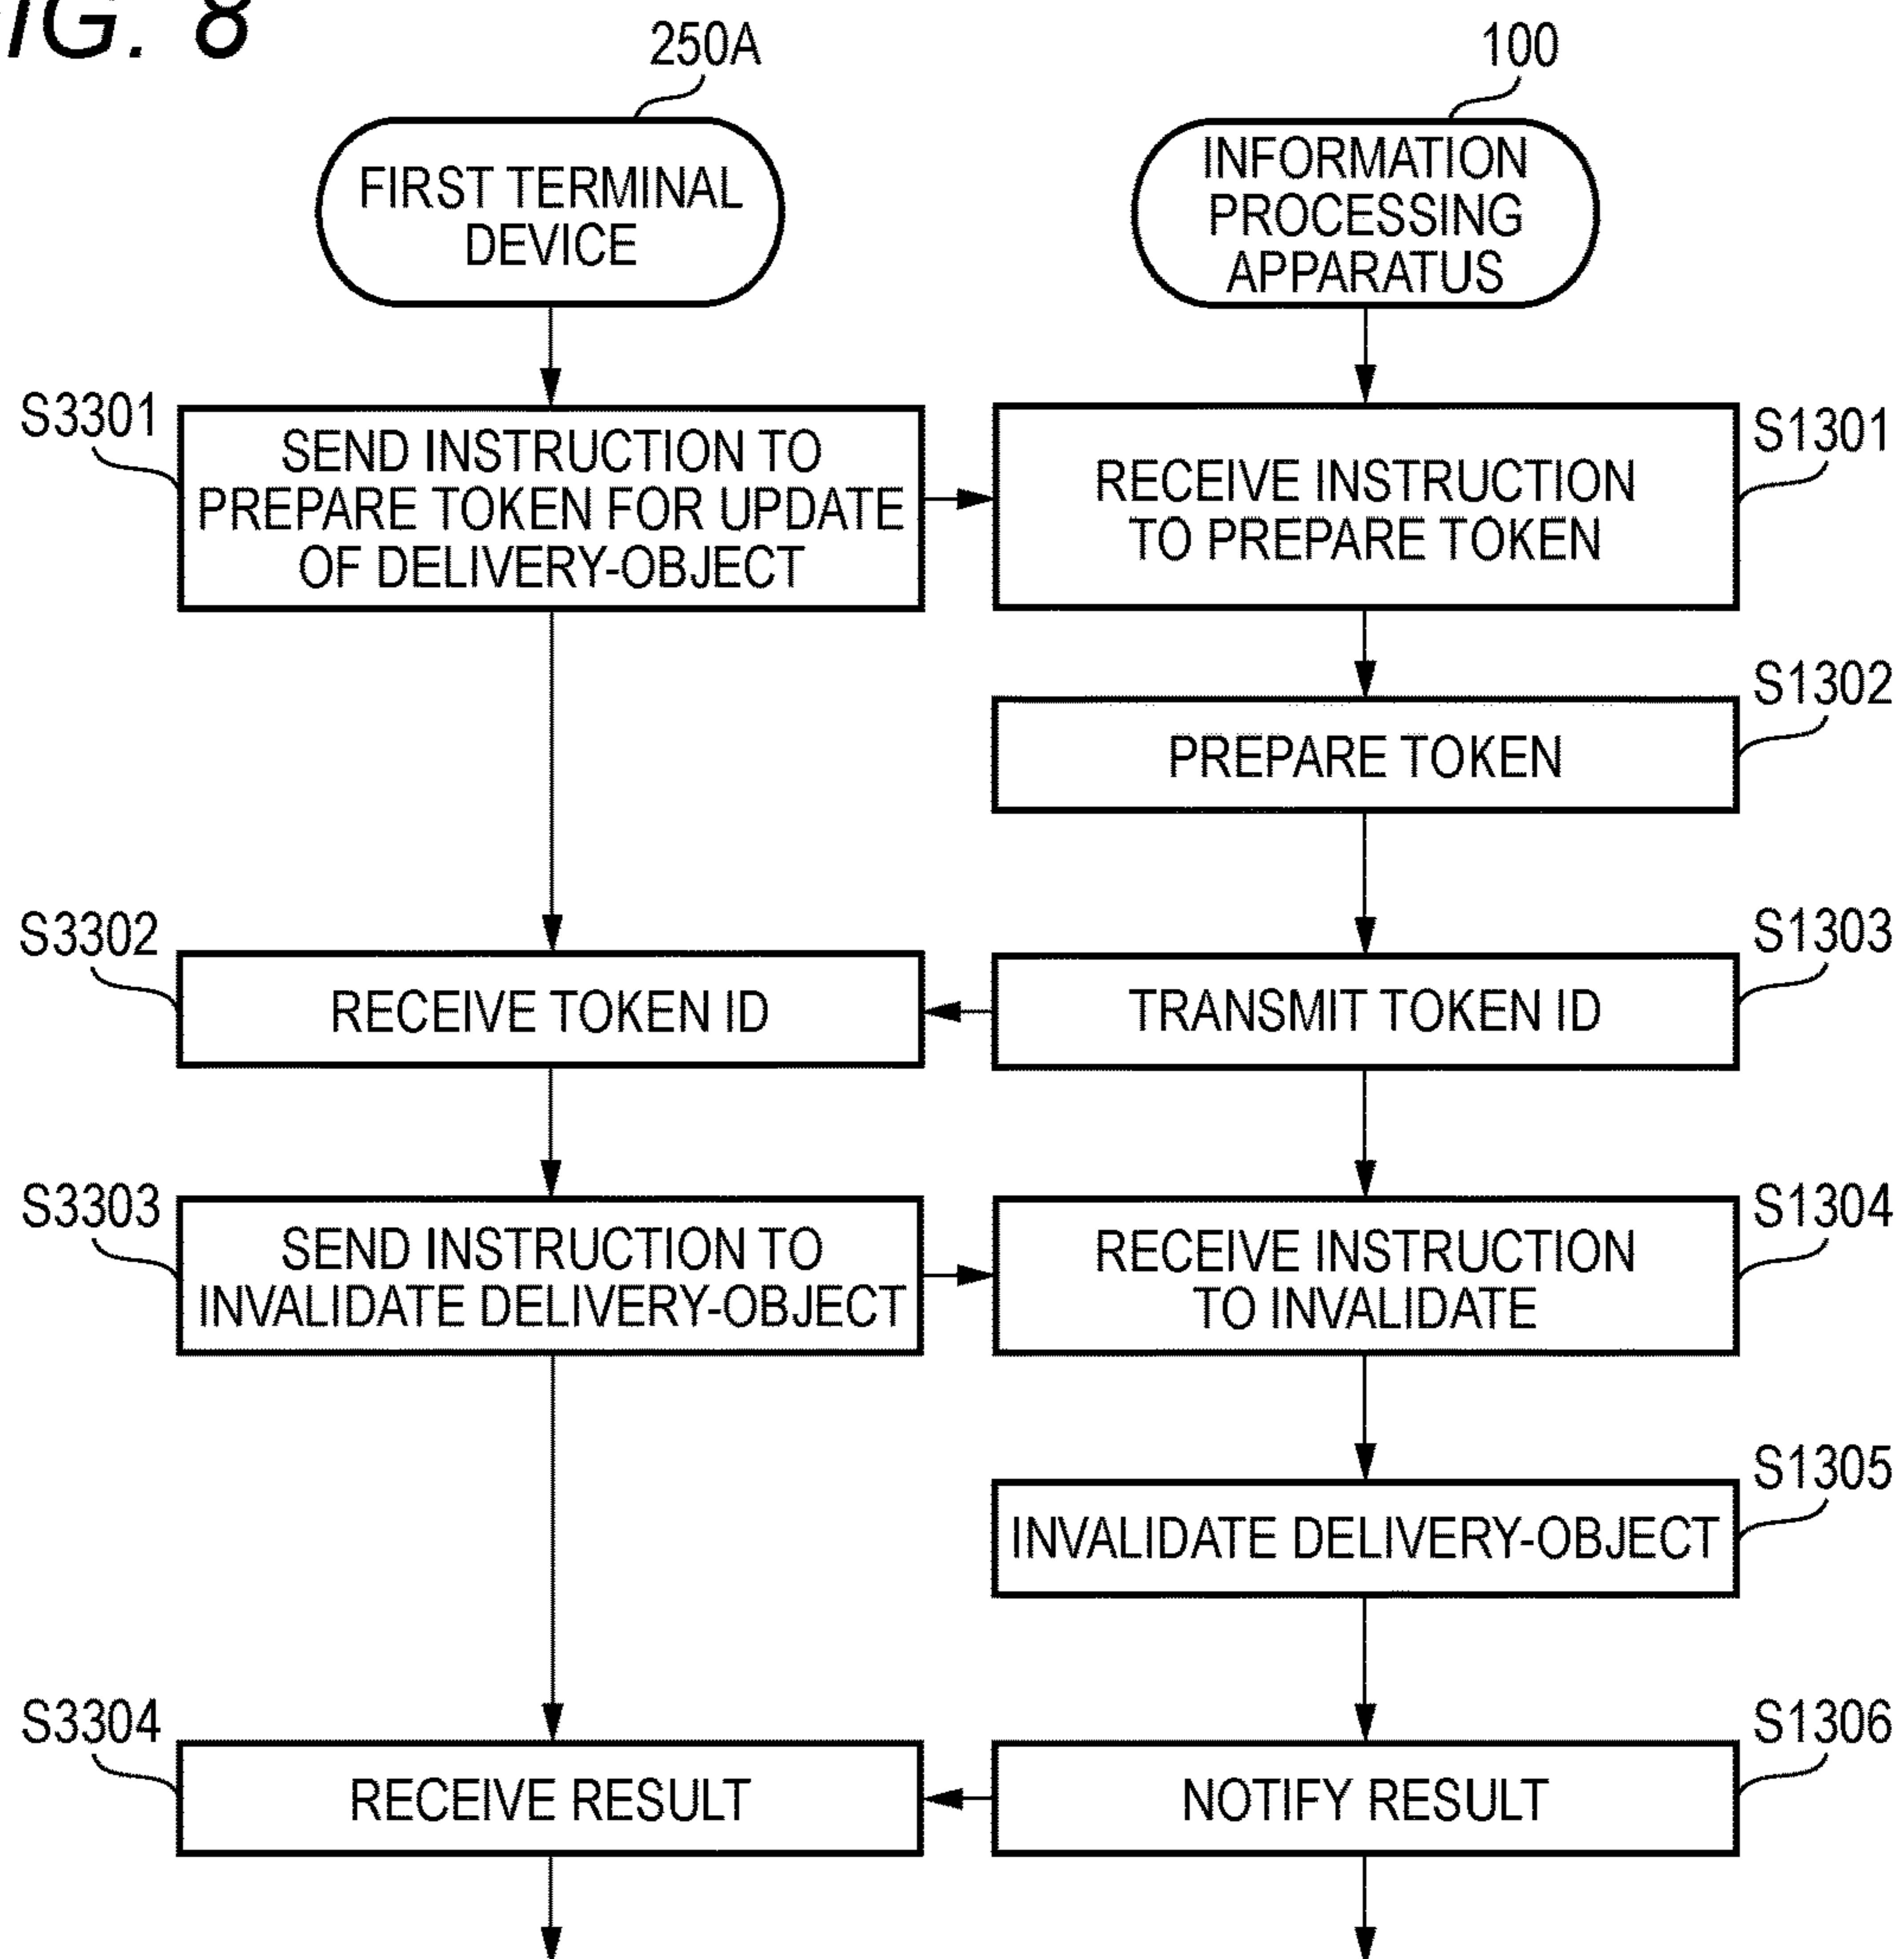 FIG. 8
250A
100
FIRST TERMINAL
DEVICE
INFORMATION
PROCESSING
APPARATUS
S3301
SEND INSTRUCTION TO
PREPARE TOKEN FOR UPDATE
OF DELIVERY-OBJECT
RECEIVE INSTRUCTION
TO PREPARE TOKEN
S1301
PREPARE TOKEN
S1302
S3302
RECEIVE TOKEN ID
TRANSMIT TOKEN ID
S1303
S3303
SEND INSTRUCTION TO
INVALIDATE DELIVERY-OBJECT
RECEIVE INSTRUCTION
TO INVALIDATE
S1304
INVALIDATE DELIVERY-OBJECT
S1305
S3304
RECEIVE RESULT
NOTIFY RESULT
S1306